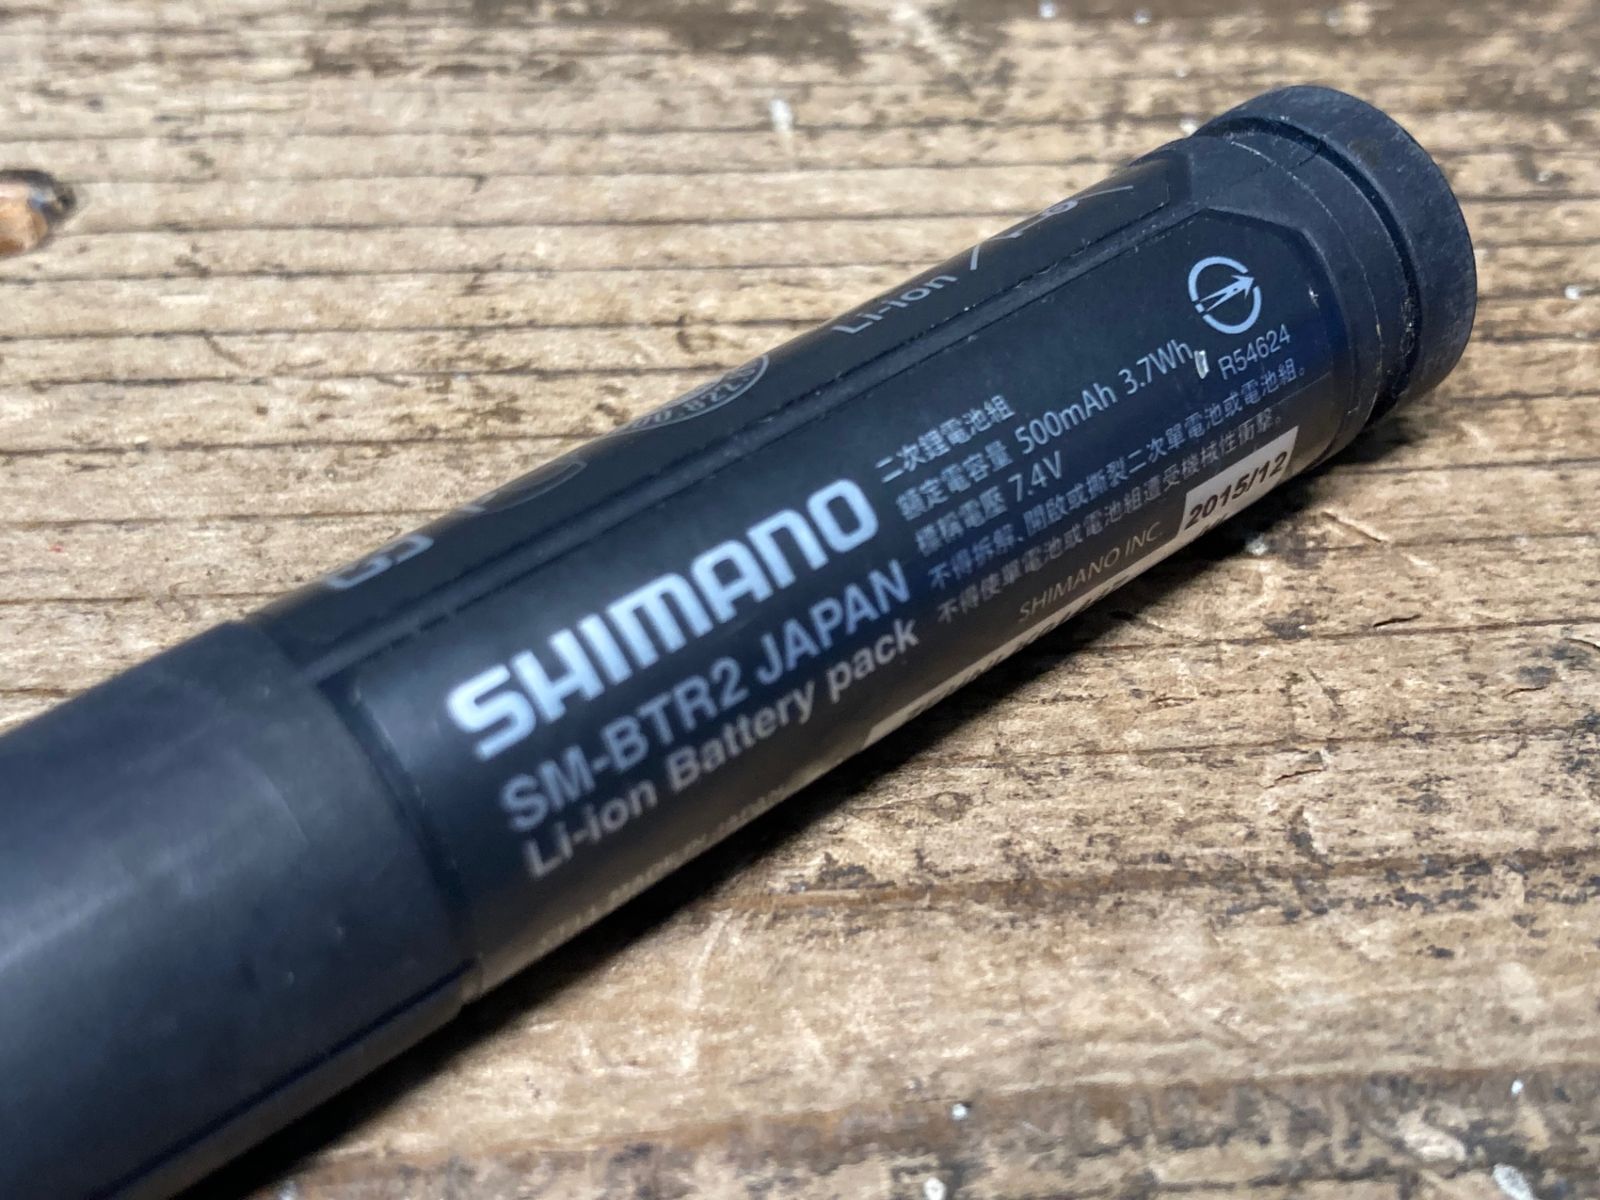 Li-ion
SHIMANO
SM-BTR2 JAPAN
Li-ion Battery pack
二次鋰電池組
額定電容量 500mAh 3.7Wh
標稱電壓 7.4V
不得拆解、開啟或撕裂二次單電池或電池組。
不得使單電池或電池組遭受機械性衝擊。
R54624
SHIMANO INC.
2015/12